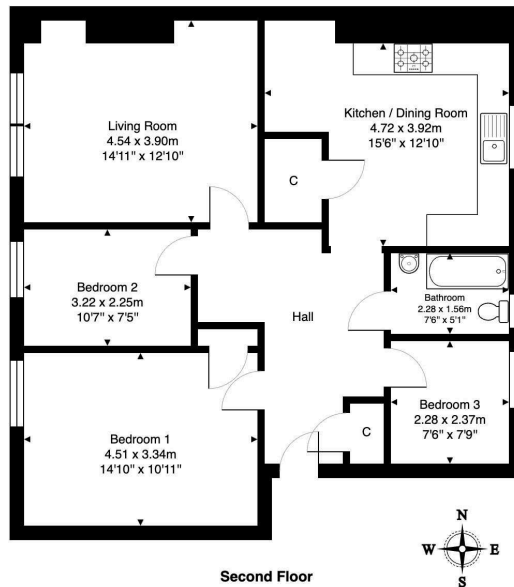 Living Room
4.54 x 3.90m
14'11" x 12'10"
Kitchen / Dining Room
4.72 x 3.92m
15'6" x 12'10"
C
Bedroom 2
3.22 x 2.25m
10'7" x 7'5"
Hall
Bathroom
2.28 x 1.56m
7'6" x 5'1"
Bedroom 1
4.51 x 3.34m
14'10" x 10'11"
C
Bedroom 3
2.28 x 2.37m
7'6" x 7'9"
N
W E
S
Second Floor